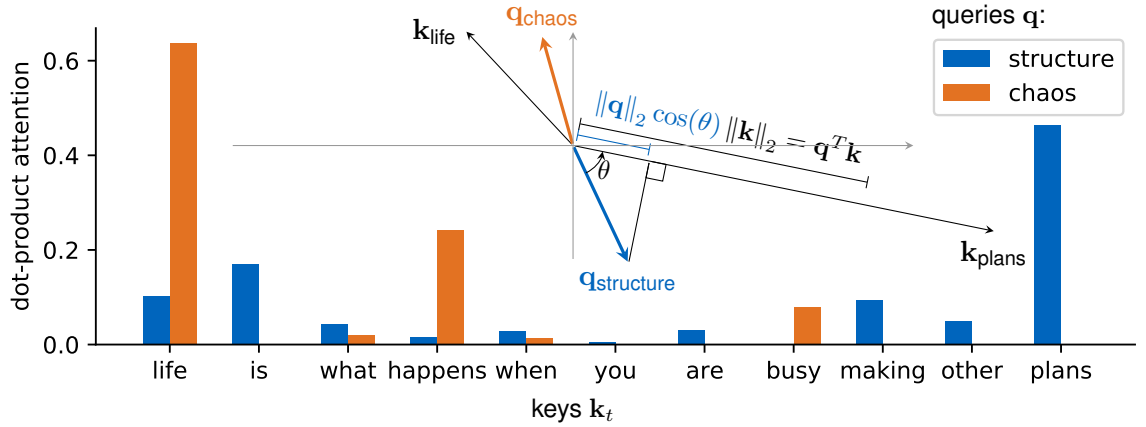 queries q:
structure
chaos
dot-product attention
0.6
0.4
0.2
0.0
q_chaos
k_life
‖q‖₂ cos(θ) ‖k‖₂ = qᵀk
θ
k_plans
q_structure
life is what happens when you are busy making other plans
keys k_t